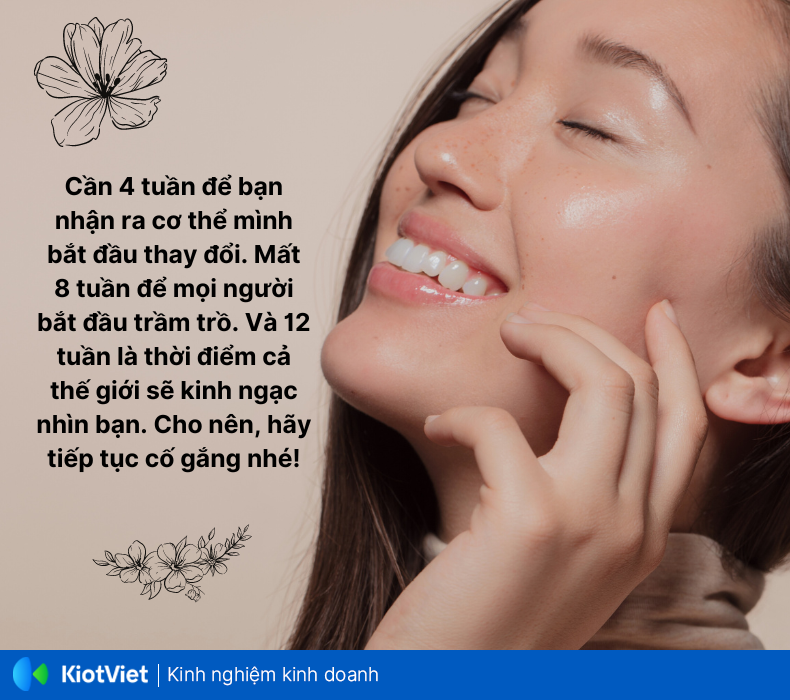 Cần 4 tuần để bạn
nhận ra cơ thể mình
bắt đầu thay đổi. Mất
8 tuần để mọi người
bắt đầu trầm trồ. Và 12
tuần là thời điểm cả
thế giới sẽ kinh ngạc
nhìn bạn. Cho nên, hãy
tiếp tục cố gắng nhé!
KiotViet | Kinh nghiệm kinh doanh